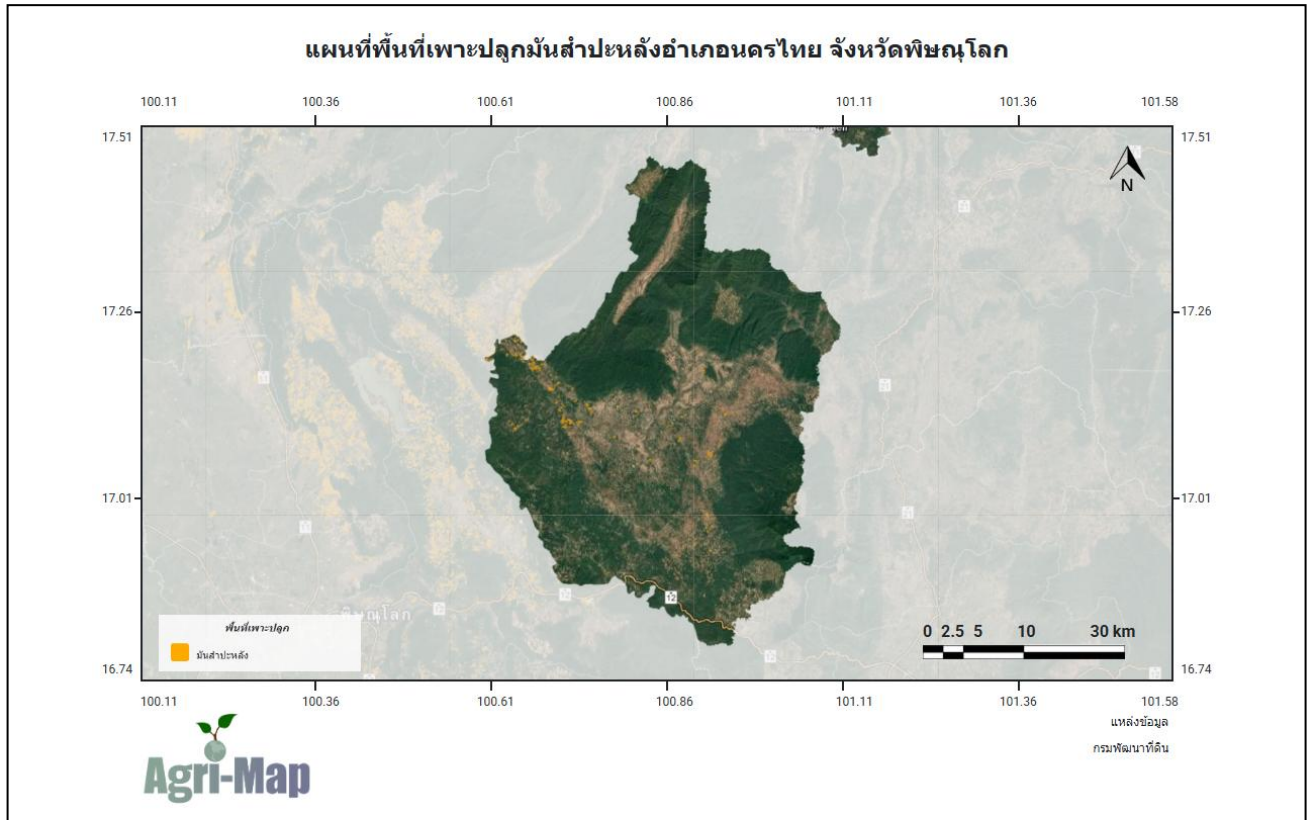 แผนที่พื้นที่เพาะปลูกมันสำปะหลังอำเภอนครไทย จังหวัดพิษณุโลก
100.11 100.36 100.61 100.86 101.11 101.36 101.58
17.51 17.51
N
17.26 17.26
17.01 17.01
12
12
12
12
พื้นที่เพาะปลูก
มันสำปะหลัง
0 2.5 5 10 30 km
16.74 16.74
100.11 100.36 100.61 100.86 101.11 101.36 101.58
แหล่งข้อมูล
กรมพัฒนาที่ดิน
Agri-Map